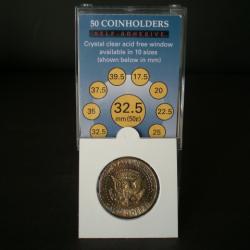 50 COINHOLDERS
SELF ADHESIVE
Crystal clear acid free window
available in 10 sizes
(shown below in mm)
39.5
17.5
37.5
20
35
32.5
mm (50p)
22.5
32.5
25